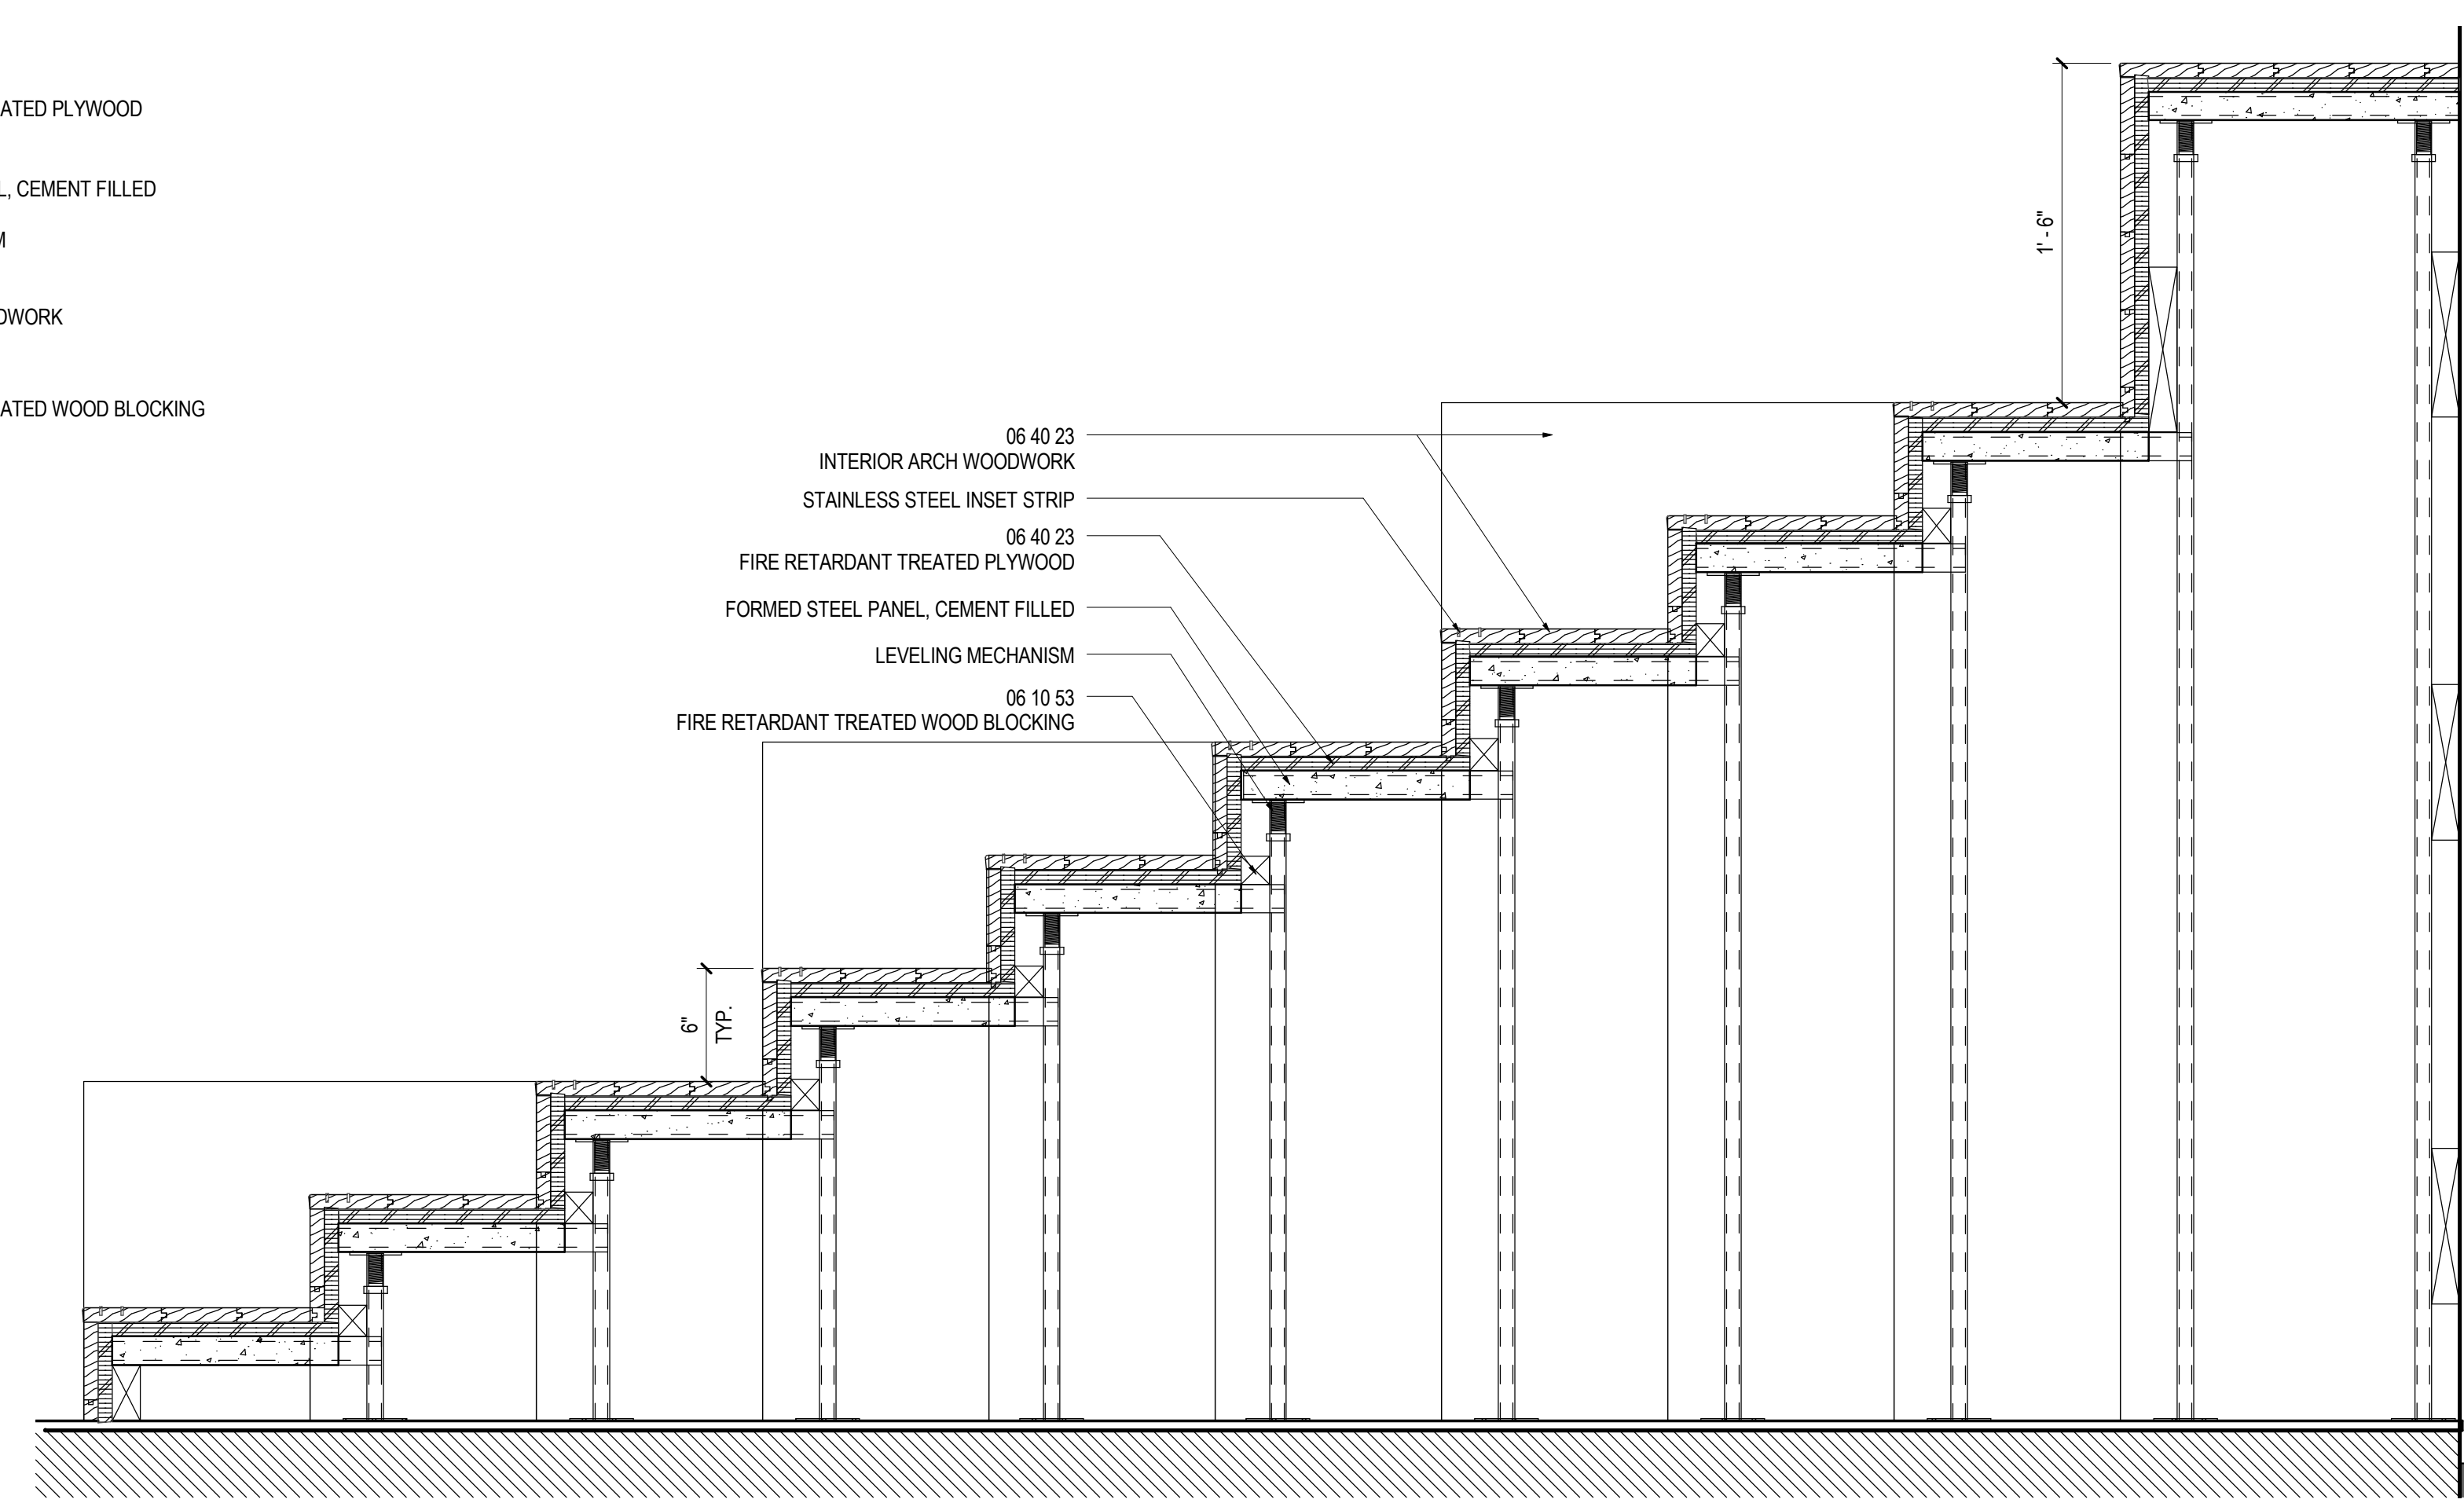 ATED PLYWOOD
L, CEMENT FILLED
M
DWORK
ATED WOOD BLOCKING
06 40 23
INTERIOR ARCH WOODWORK
STAINLESS STEEL INSET STRIP
06 40 23
FIRE RETARDANT TREATED PLYWOOD
FORMED STEEL PANEL, CEMENT FILLED
LEVELING MECHANISM
06 10 53
FIRE RETARDANT TREATED WOOD BLOCKING
1' - 6"
6"
TYP.